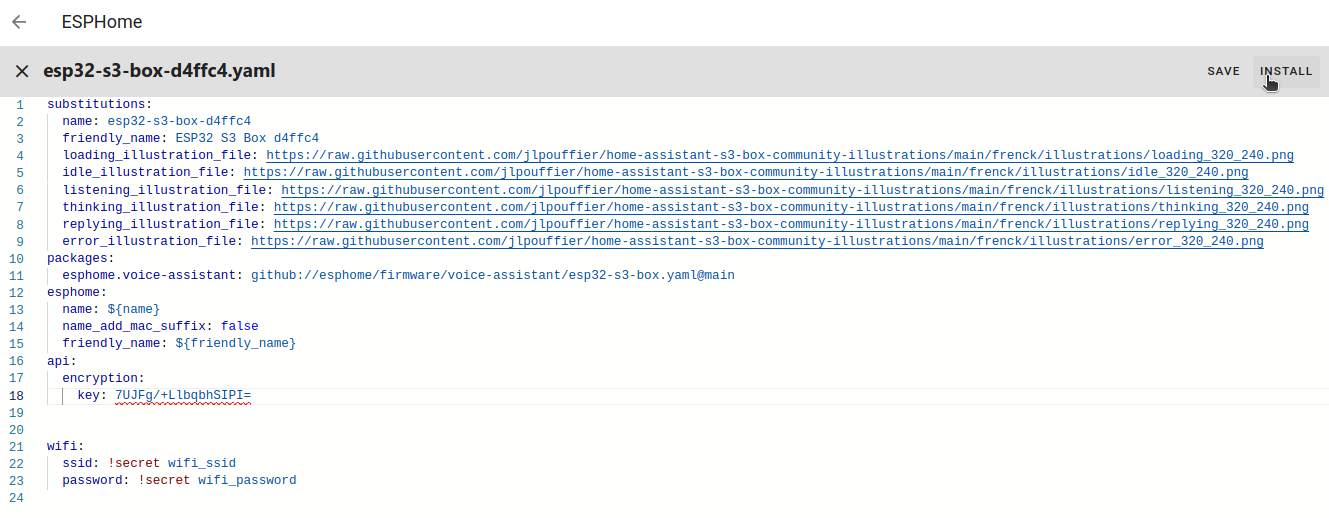 ESPHome
esp32-s3-box-d4ffc4.yaml
SAVE
INSTALL
1 substitutions:
2 name: esp32-s3-box-d4ffc4
3 friendly_name: ESP32 S3 Box d4ffc4
4 loading_illustration_file: https://raw.githubusercontent.com/jlpouffier/home-assistant-s3-box-community-illustrations/main/frenck/illustrations/loading_320_240.png
5 idle_illustration_file: https://raw.githubusercontent.com/jlpouffier/home-assistant-s3-box-community-illustrations/main/frenck/illustrations/idle_320_240.png
6 listening_illustration_file: https://raw.githubusercontent.com/jlpouffier/home-assistant-s3-box-community-illustrations/main/frenck/illustrations/listening_320_240.png
7 thinking_illustration_file: https://raw.githubusercontent.com/jlpouffier/home-assistant-s3-box-community-illustrations/main/frenck/illustrations/thinking_320_240.png
8 replying_illustration_file: https://raw.githubusercontent.com/jlpouffier/home-assistant-s3-box-community-illustrations/main/frenck/illustrations/replying_320_240.png
9 error_illustration_file: https://raw.githubusercontent.com/jlpouffier/home-assistant-s3-box-community-illustrations/main/frenck/illustrations/error_320_240.png
10 packages:
11 esphome.voice-assistant: github://esphome/firmware/voice-assistant/esp32-s3-box.yaml@main
12 esphome:
13 name: ${name}
14 name_add_mac_suffix: false
15 friendly_name: ${friendly_name}
16 api:
17 encryption:
18 key: 7UJFg/+LlbqbhSIPI=
19
20
21 wifi:
22 ssid: !secret wifi_ssid
23 password: !secret wifi_password
24